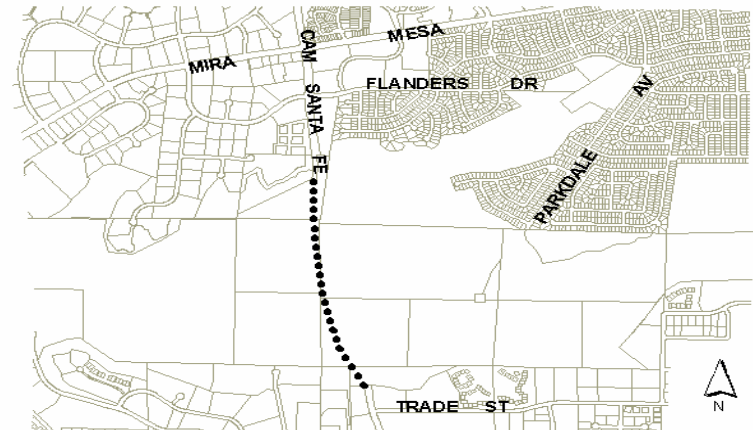 MIRA MESA
CAM SANTA FE
FLANDERS DR
PARKDALE AV
TRADE ST
N